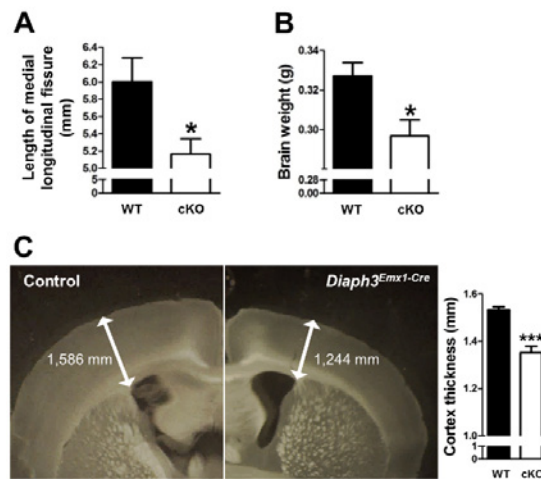 A
Length of medial
longitudinal fissure
(mm)
6.4
6.2
6.0
5.8
5.6
5.4
5.2
5.0
5
0
*
WT
cKO
B
Brain weight (g)
0.34
0.30
0.28
0.00
*
WT
cKO
C
Control
Diaph3Emx1-Cre
1,586 mm
1,244 mm
Cortex thickness (mm)
1.6
1.4
1.2
1.0
1
0
***
WT
cKO